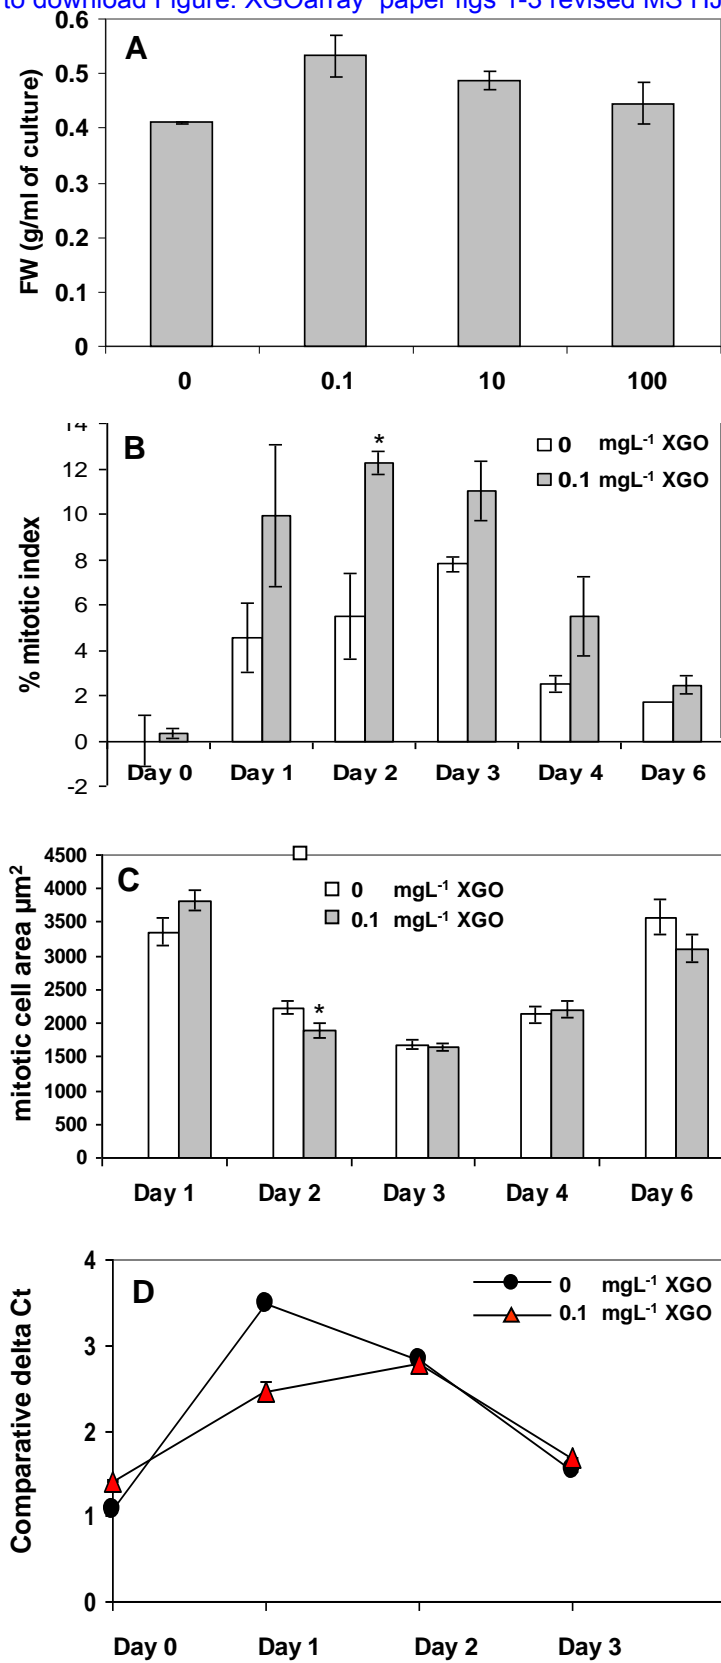 to download Figure: XGOarray paper figs 1-3 revised MS HJ
A
FW (g/ml of culture)
0.6
0.5
0.4
0.3
0.2
0.1
0
0 0.1 10 100
B
% mitotic index
14
12
10
8
6
4
2
0
-2
*
0 mgL-1 XGO
0.1 mgL-1 XGO
Day 0 Day 1 Day 2 Day 3 Day 4 Day 6
C
mitotic cell area µm2
4500
4000
3500
3000
2500
2000
1500
1000
500
0
0 mgL-1 XGO
0.1 mgL-1 XGO
*
Day 1 Day 2 Day 3 Day 4 Day 6
D
Comparative delta Ct
4
3
2
1
0
0 mgL-1 XGO
0.1 mgL-1 XGO
Day 0 Day 1 Day 2 Day 3